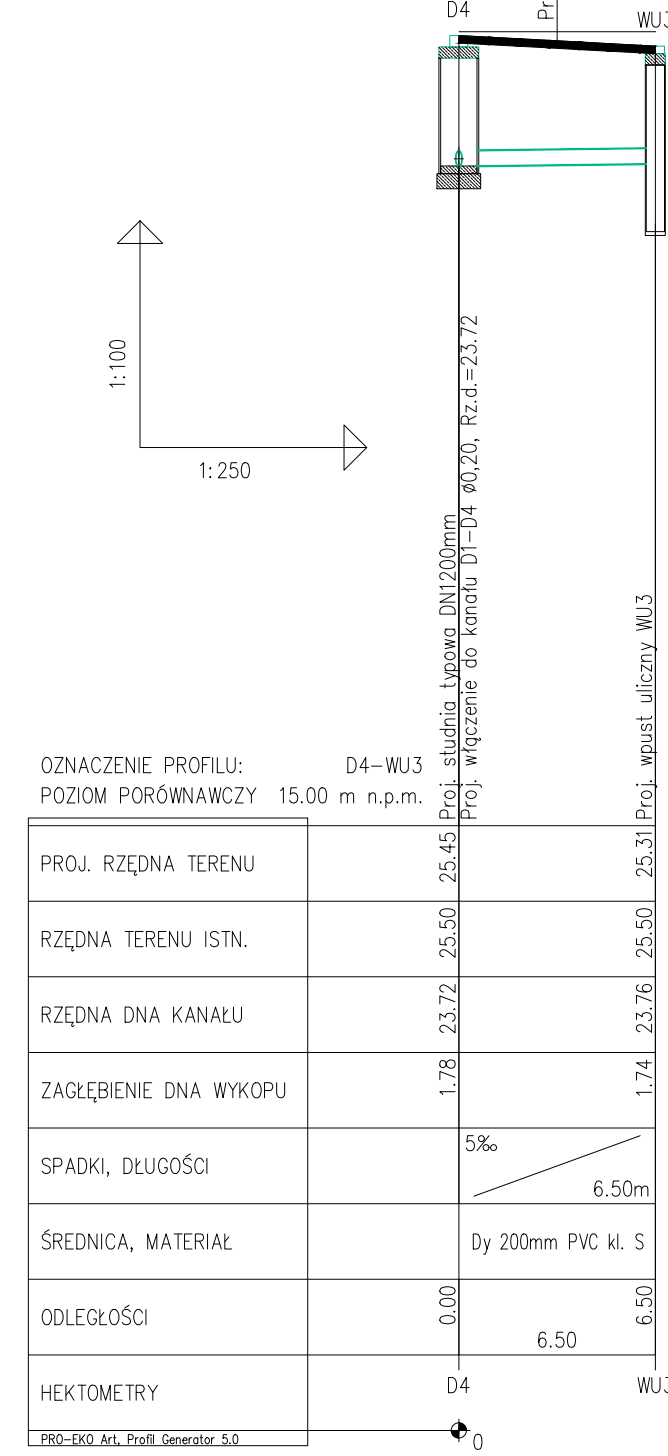 D4
Pr
WU3
1:100
1:250
Proj. studnia typowa DN1200mm
Proj. włączenie do kanału D1-D4 ø0,20, Rz.d.=23.72
Proj. wpust uliczny WU3
OZNACZENIE PROFILU: D4-WU3
POZIOM PORÓWNAWCZY 15.00 m n.p.m.
PROJ. RZĘDNA TERENU 25.45 25.31
RZĘDNA TERENU ISTN. 25.50 25.50
RZĘDNA DNA KANAŁU 23.72 23.76
ZAGŁĘBIENIE DNA WYKOPU 1.78 1.74
SPADKI, DŁUGOŚCI 5‰ 6.50m
ŚREDNICA, MATERIAŁ Dy 200mm PVC kl. S
ODLEGŁOŚCI 0.00 6.50 6.50
HEKTOMETRY D4 WU3
PRO-EKO Art, Profil Generator 5.0 0